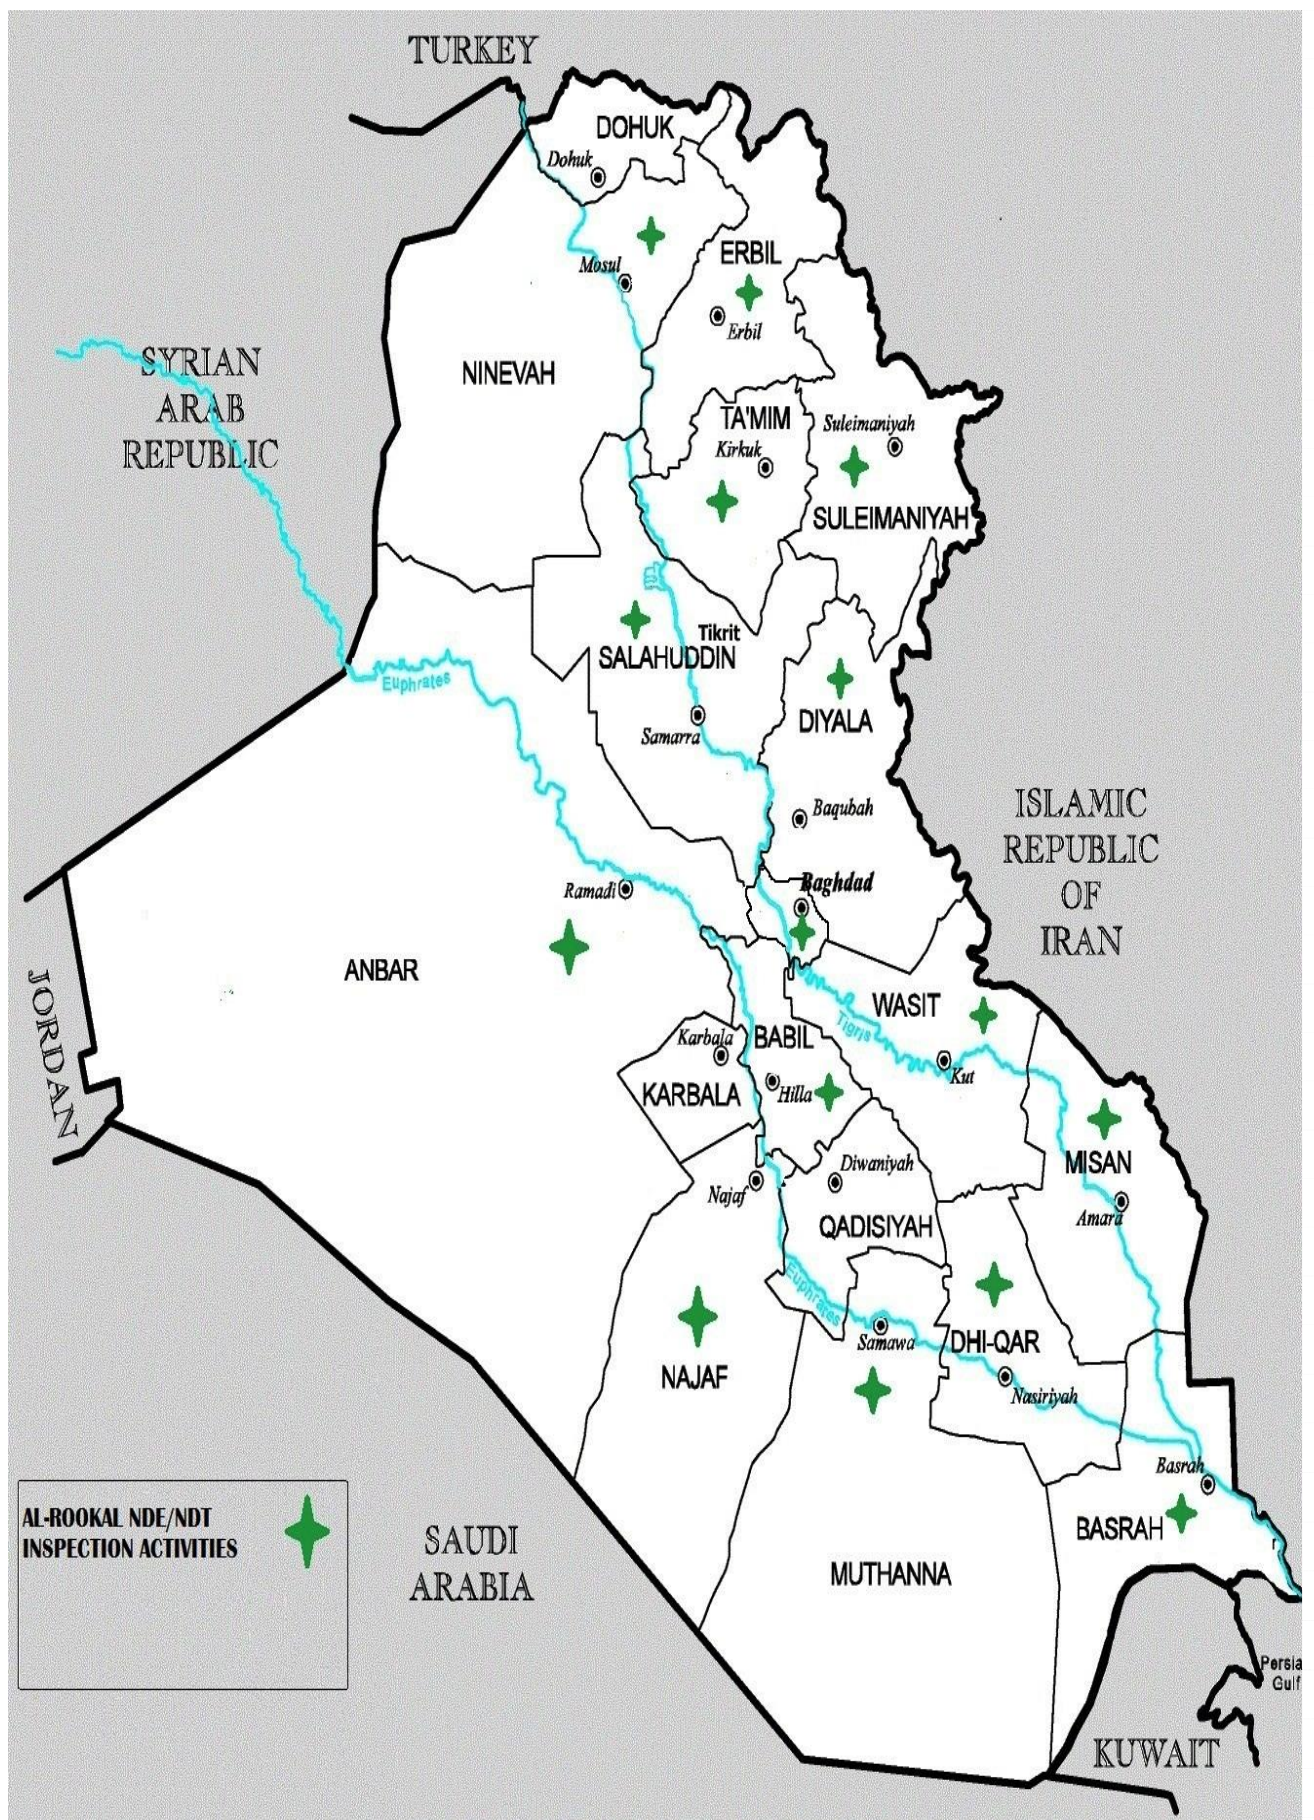 TURKEY
DOHUK
Dohuk
Mosul
ERBIL
Erbil
SYRIAN
ARAB
REPUBLIC
NINEVAH
TA'MIM
Kirkuk
Suleimaniyah
SULEIMANIYAH
Tikrit
SALAHUDDIN
Euphrates
Samarra
DIYALA
Baqubah
ISLAMIC
REPUBLIC
OF
IRAN
Ramadi
Baghdad
ANBAR
JORDAN
WASIT
Tigris
Kut
Karbala
KARBALA
BABIL
Hilla
MISAN
Amara
Najaf
Diwaniyah
QADISIYAH
Euphrates
Samawa
DHI-QAR
Nasiriyah
NAJAF
Basrah
BASRAH
MUTHANNA
AL-ROOKAL NDE/NDT
INSPECTION ACTIVITIES
SAUDI
ARABIA
Persia
Gulf
KUWAIT